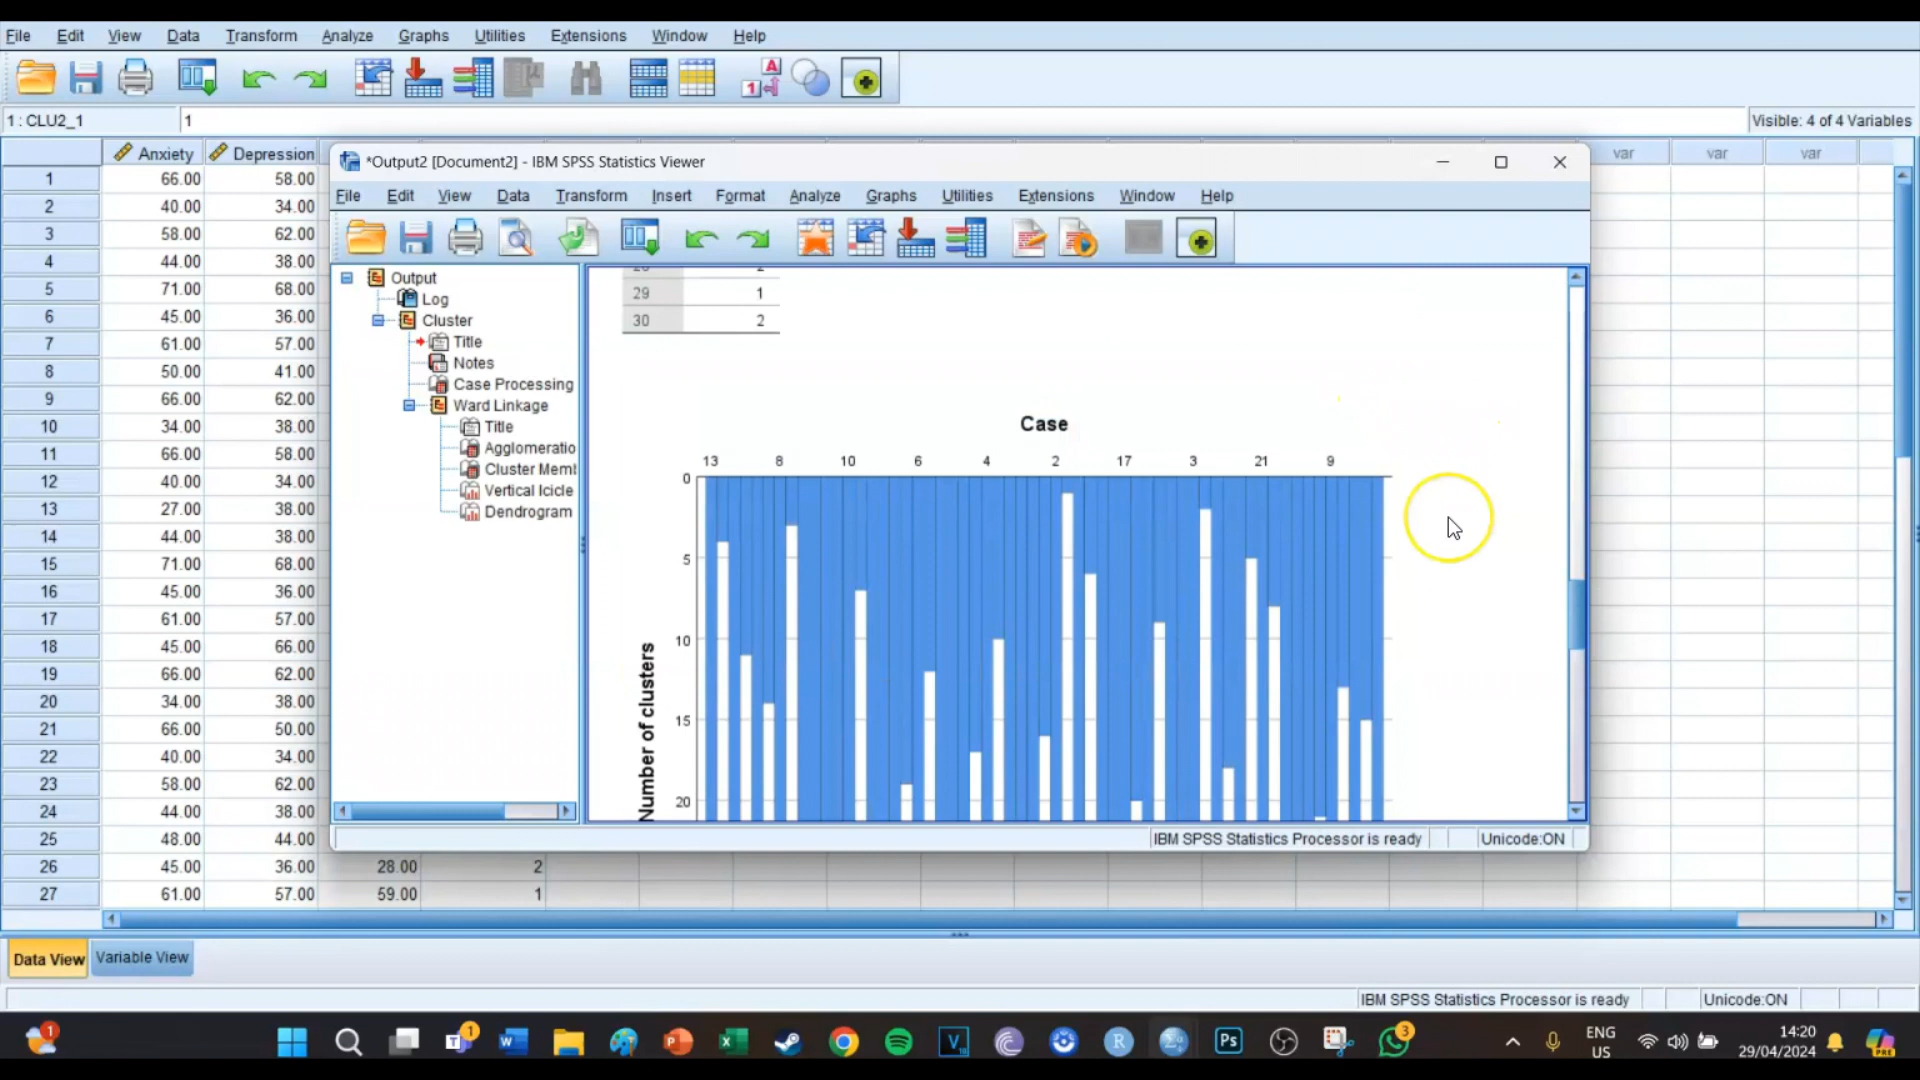 File Edit View Data Transform Analyze Graphs Utilities Extensions Window Help
1 : CLU2_1 1 Visible: 4 of 4 Variables
Anxiety Depression var var var
*Output2 [Document2] - IBM SPSS Statistics Viewer
File Edit View Data Transform Insert Format Analyze Graphs Utilities Extensions Window Help
Output
Log
Cluster
Title
Notes
Case Processing
Ward Linkage
Title
Agglomeratio
Cluster Meml
Vertical Icicle
Dendrogram
29 1
30 2
Case
13 8 10 6 4 2 17 3 21 9
0
5
10
15
20
Number of clusters
IBM SPSS Statistics Processor is ready Unicode:ON
1 66.00 58.00
2 40.00 34.00
3 58.00 62.00
4 44.00 38.00
5 71.00 68.00
6 45.00 36.00
7 61.00 57.00
8 50.00 41.00
9 66.00 62.00
10 34.00 38.00
11 66.00 58.00
12 40.00 34.00
13 27.00 38.00
14 44.00 38.00
15 71.00 68.00
16 45.00 36.00
17 61.00 57.00
18 45.00 66.00
19 66.00 62.00
20 34.00 38.00
21 66.00 50.00
22 40.00 34.00
23 58.00 62.00
24 44.00 38.00
25 48.00 44.00
26 45.00 36.00 28.00 2
27 61.00 57.00 59.00 1
Data View Variable View
IBM SPSS Statistics Processor is ready Unicode:ON
ENG
US
14:20
29/04/2024